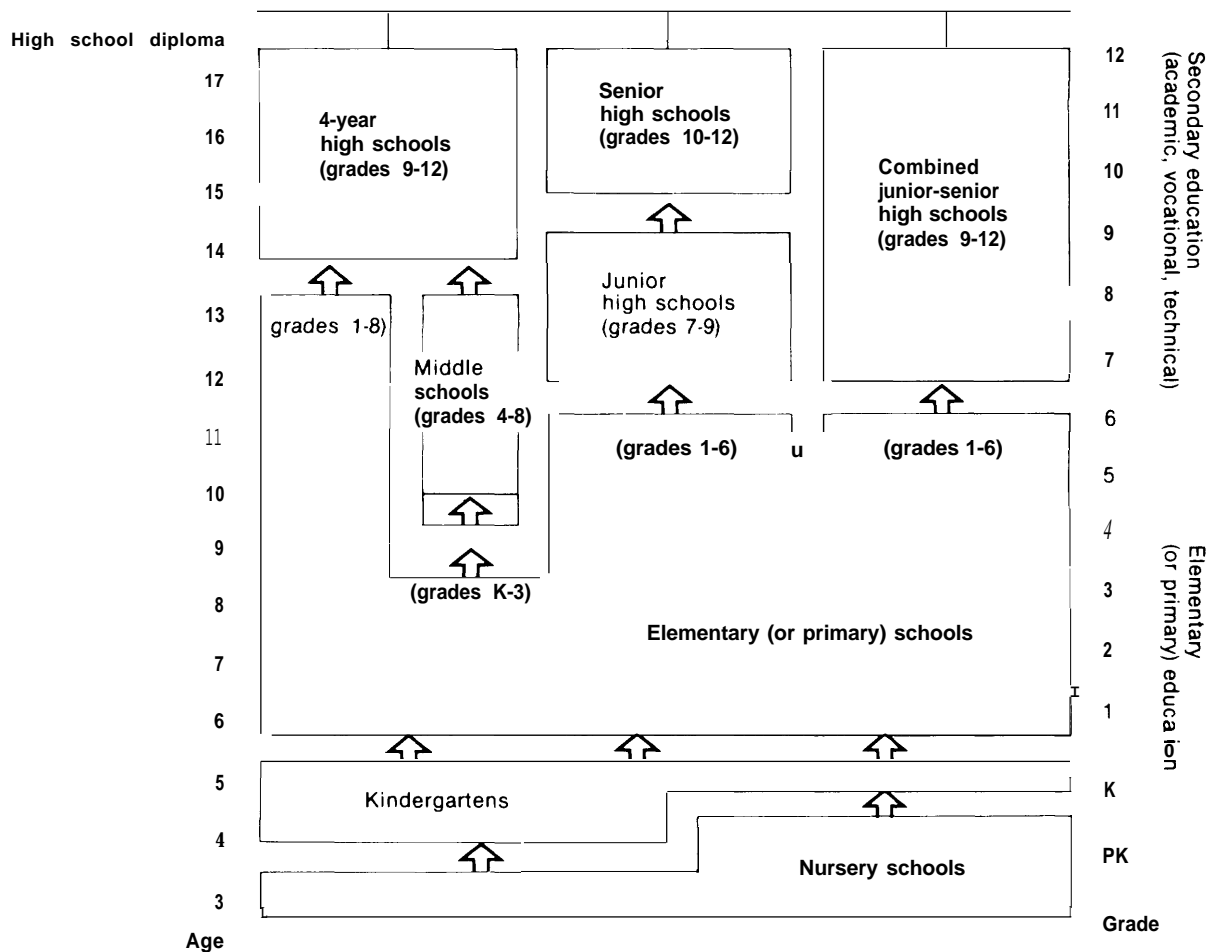 High school diploma
17
16
15
14
13
12
11
10
9
8
7
6
5
4
3
Age
4-year
high schools
(grades 9-12)
Senior
high schools
(grades 10-12)
Combined
junior-senior
high schools
(grades 9-12)
Junior
high schools
(grades 7-9)
grades 1-8)
Middle
schools
(grades 4-8)
(grades 1-6)
u
(grades 1-6)
(grades K-3)
Elementary (or primary) schools
Kindergartens
Nursery schools
12
11
10
9
8
7
6
5
4
3
2
1
K
PK
Grade
Secondary education
(academic, vocational, technical)
Elementary
(or primary) educa ion